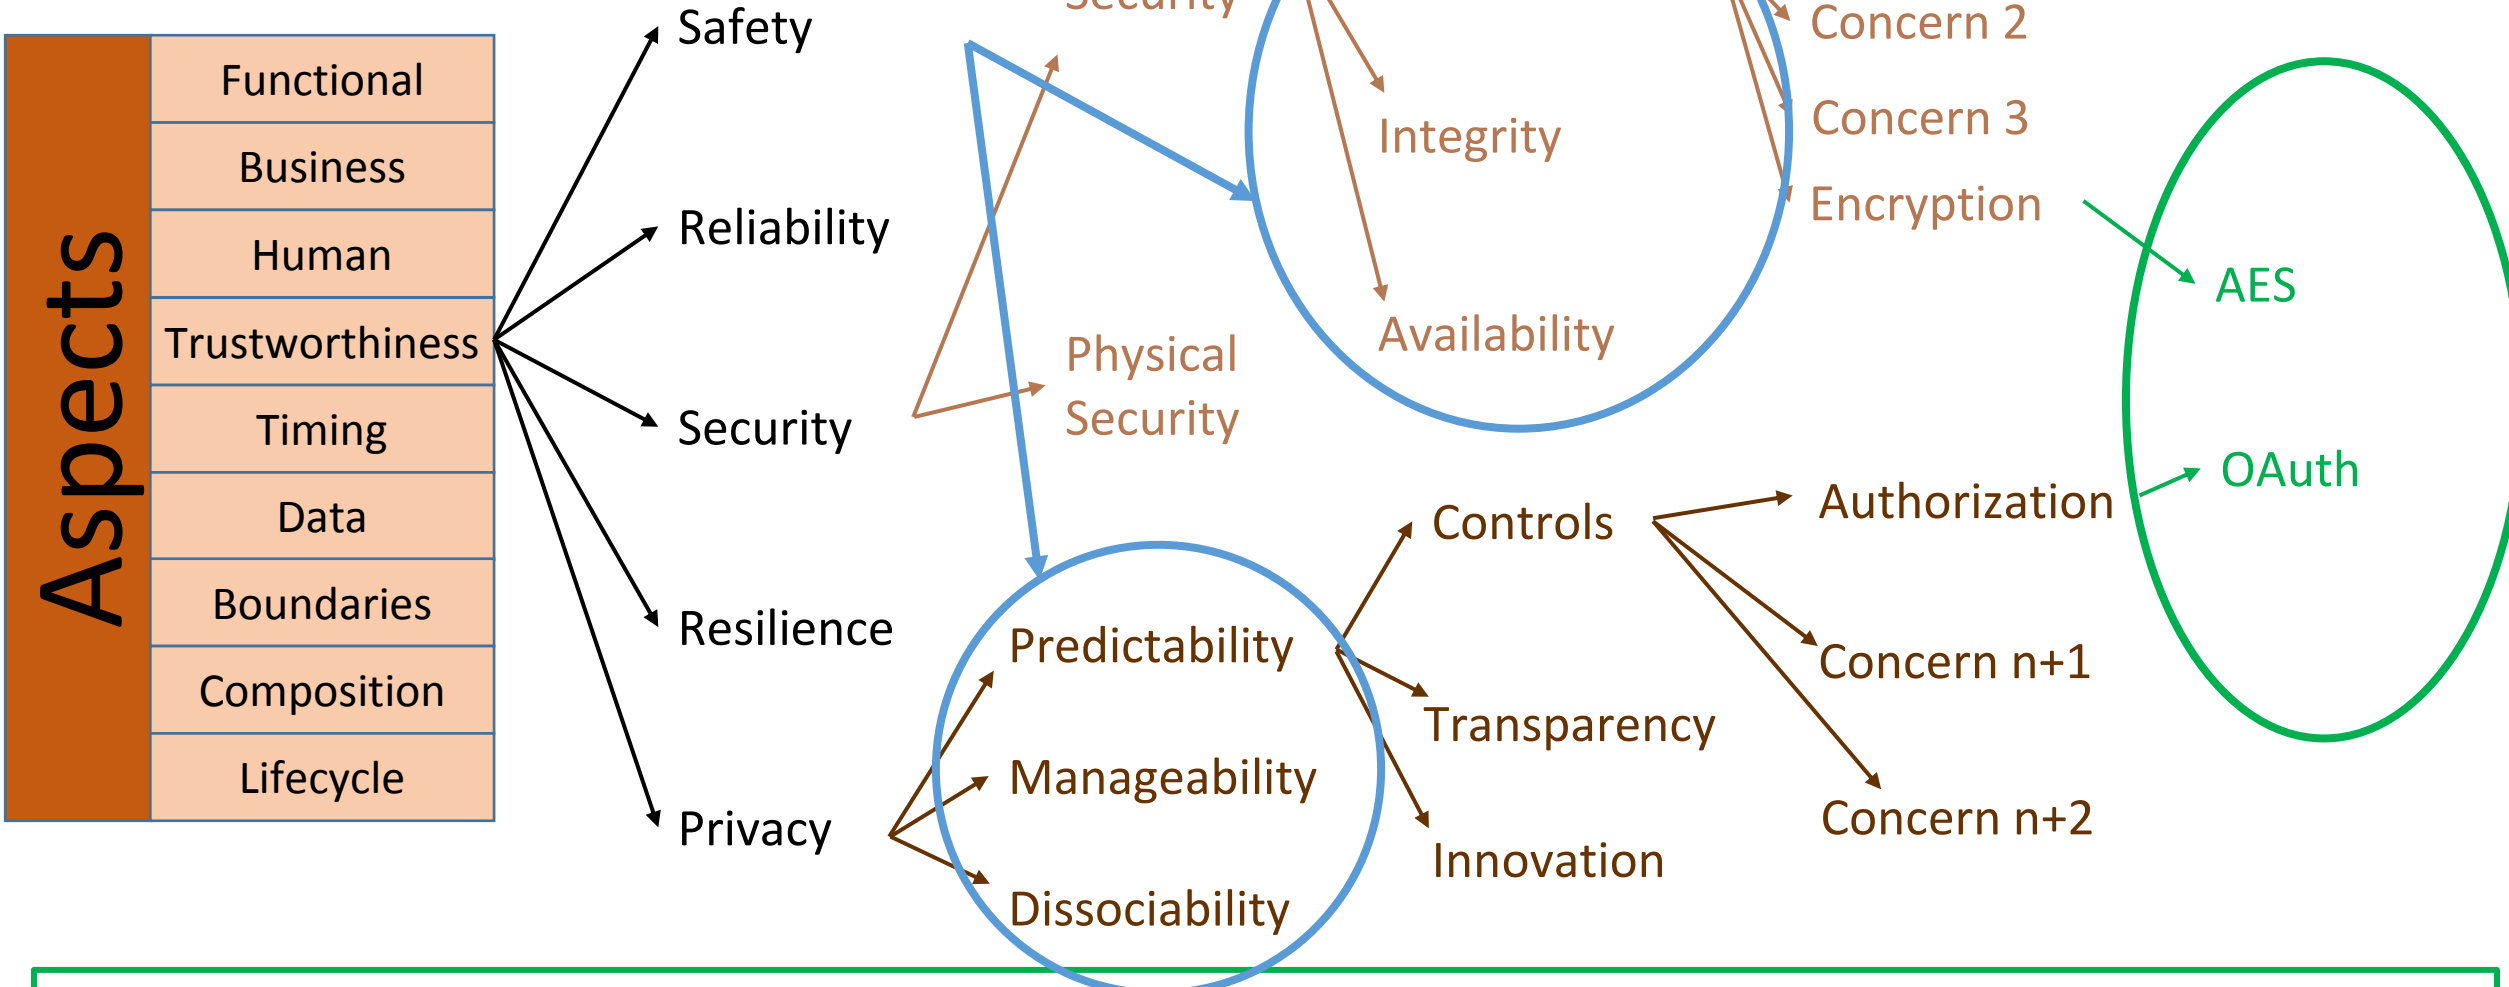 Aspects
Functional
Business
Human
Trustworthiness
Timing
Data
Boundaries
Composition
Lifecycle
Safety
Reliability
Security
Resilience
Privacy
Security
Physical
Security
Integrity
Availability
Concern 2
Concern 3
Encryption
AES
OAuth
Predictability
Manageability
Dissociability
Controls
Transparency
Innovation
Authorization
Concern n+1
Concern n+2